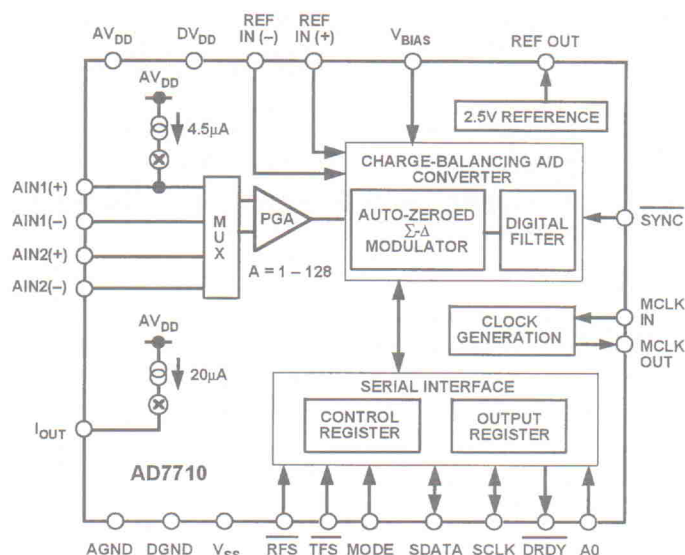 REF REF
AVDD DVDD IN (–) IN (+) VBIAS REF OUT
AVDD
4.5µA
2.5V REFERENCE
CHARGE-BALANCING A/D
CONVERTER
AIN1(+)
AIN1(–)
AIN2(+)
AIN2(–)
MUX
PGA
A = 1 – 128
AUTO-ZEROED
Σ-Δ
MODULATOR
DIGITAL
FILTER
SYNC
AVDD
20µA
IOUT
CLOCK
GENERATION
MCLK
IN
MCLK
OUT
SERIAL INTERFACE
CONTROL
REGISTER
OUTPUT
REGISTER
AD7710
AGND DGND VSS RFS TFS MODE SDATA SCLK DRDY A0